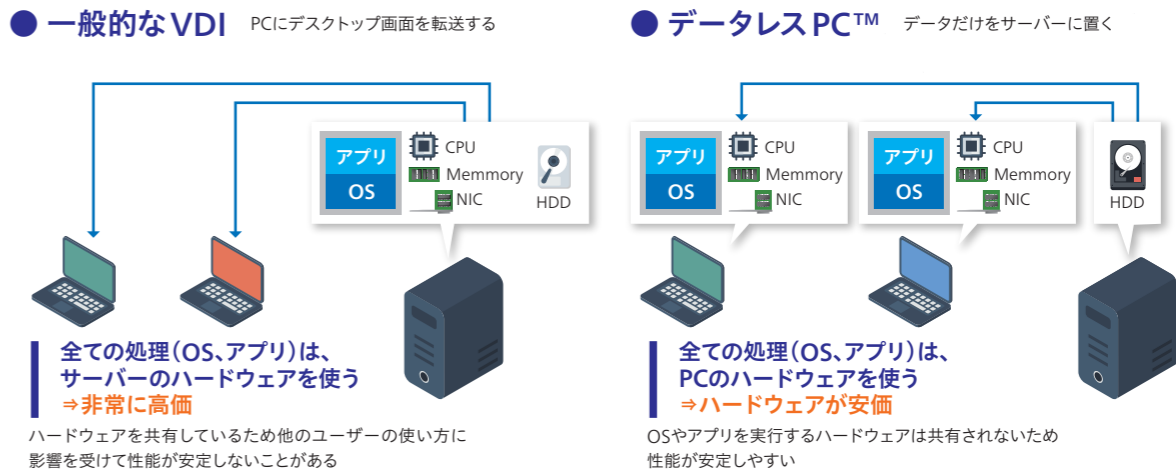 ● 一般的なVDI PCにデスクトップ画面を転送する
アプリ
OS
CPU
Memmory
NIC
HDD
全ての処理（OS、アプリ）は、
サーバーのハードウェアを使う
⇒非常に高価
ハードウェアを共有しているため他のユーザーの使い方に
影響を受けて性能が安定しないことがある
● データレスPC™ データだけをサーバーに置く
アプリ
OS
CPU
Memmory
NIC
アプリ
OS
CPU
Memmory
NIC
HDD
全ての処理（OS、アプリ）は、
PCのハードウェアを使う
⇒ハードウェアが安価
OSやアプリを実行するハードウェアは共有されないため
性能が安定しやすい